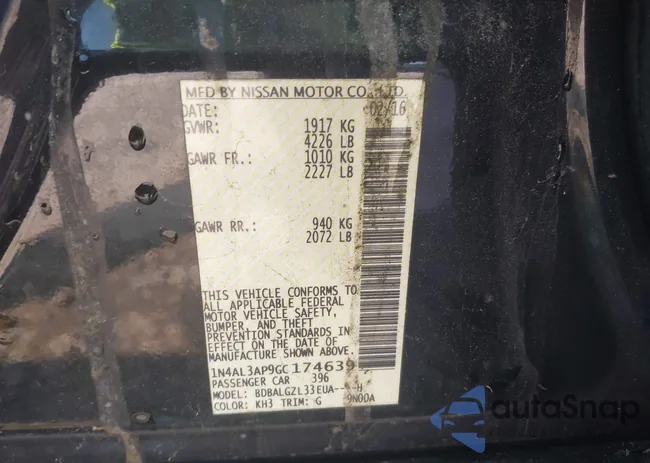 MFD BY NISSAN MOTOR CO., LTD.
DATE: 02/16
GVWR: 1917 KG
4226 LB
GAWR FR.: 1010 KG
2227 LB
GAWR RR.: 940 KG
2072 LB
THIS VEHICLE CONFORMS TO
ALL APPLICABLE FEDERAL
MOTOR VEHICLE SAFETY,
BUMPER, AND THEFT
PREVENTION STANDARDS IN
EFFECT ON THE DATE OF
MANUFACTURE SHOWN ABOVE.
1N4AL3AP9GC174639
PASSENGER CAR 396
MODEL: BDBALGZL33EUA----H
COLOR: KH3 TRIM: G 9N00A
autoSnap